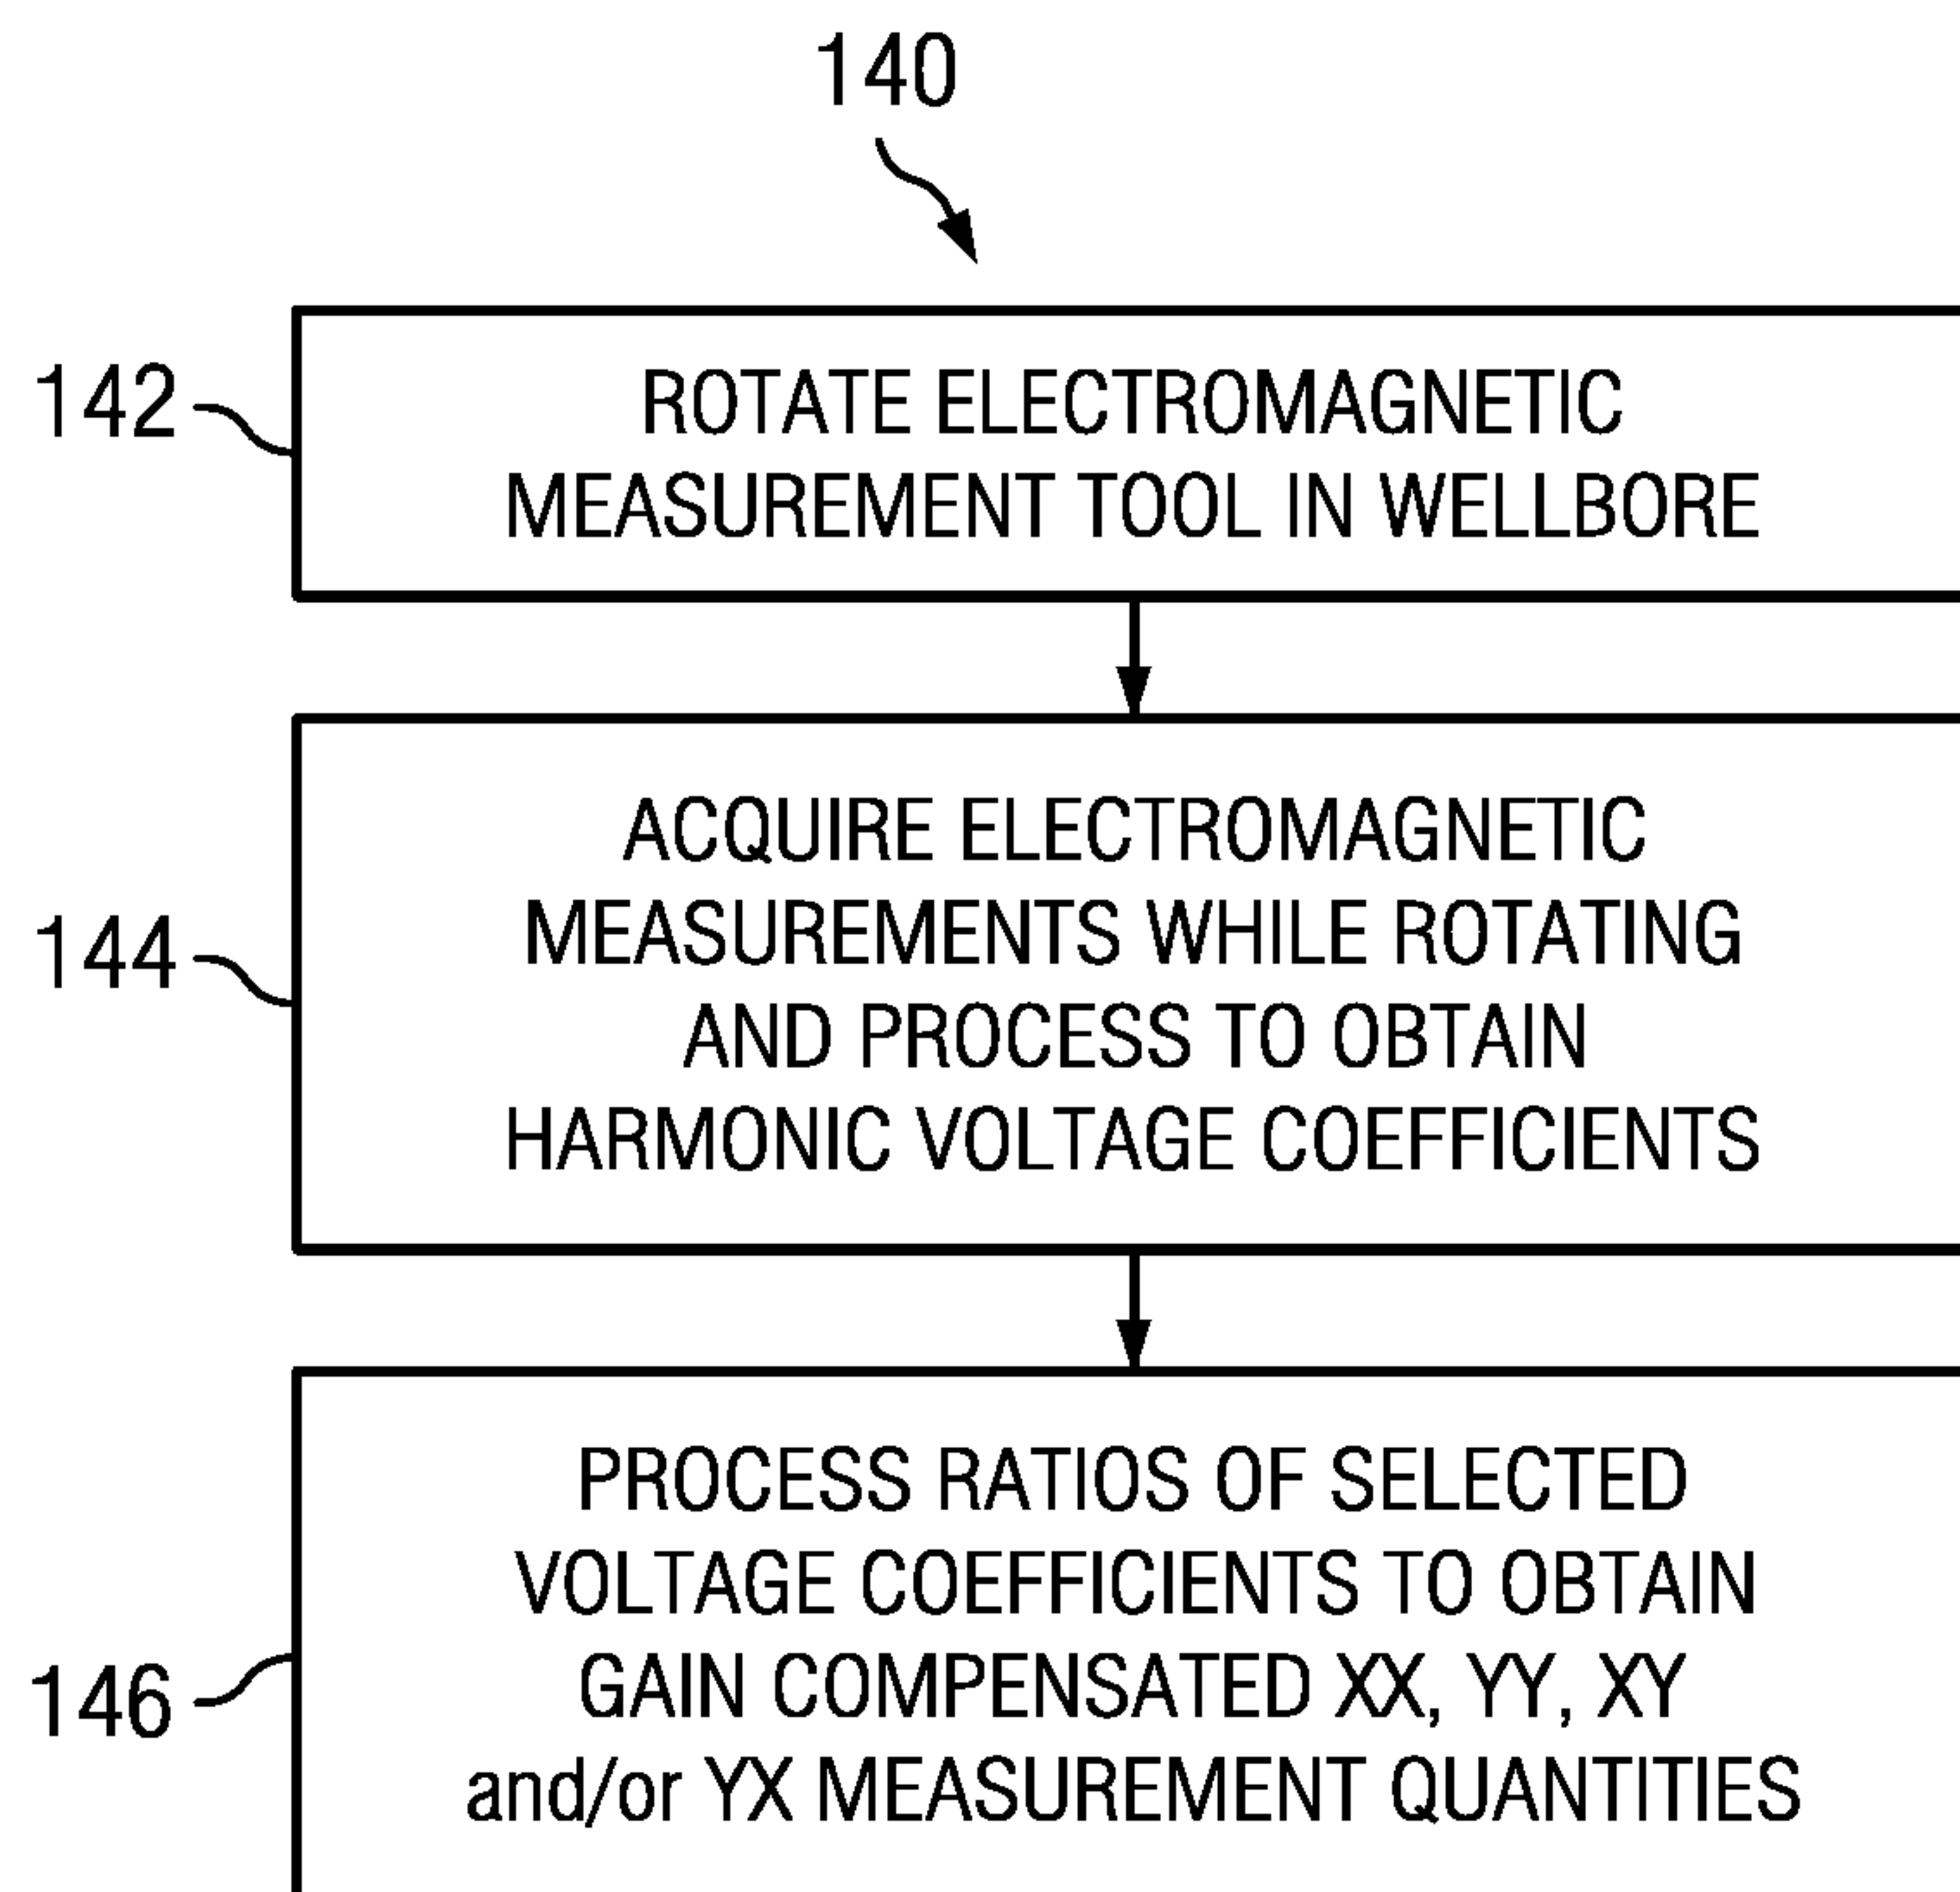 140
142
ROTATE ELECTROMAGNETIC
MEASUREMENT TOOL IN WELLBORE
144
ACQUIRE ELECTROMAGNETIC
MEASUREMENTS WHILE ROTATING
AND PROCESS TO OBTAIN
HARMONIC VOLTAGE COEFFICIENTS
146
PROCESS RATIOS OF SELECTED
VOLTAGE COEFFICIENTS TO OBTAIN
GAIN COMPENSATED XX, YY, XY
and/or YX MEASUREMENT QUANTITIES